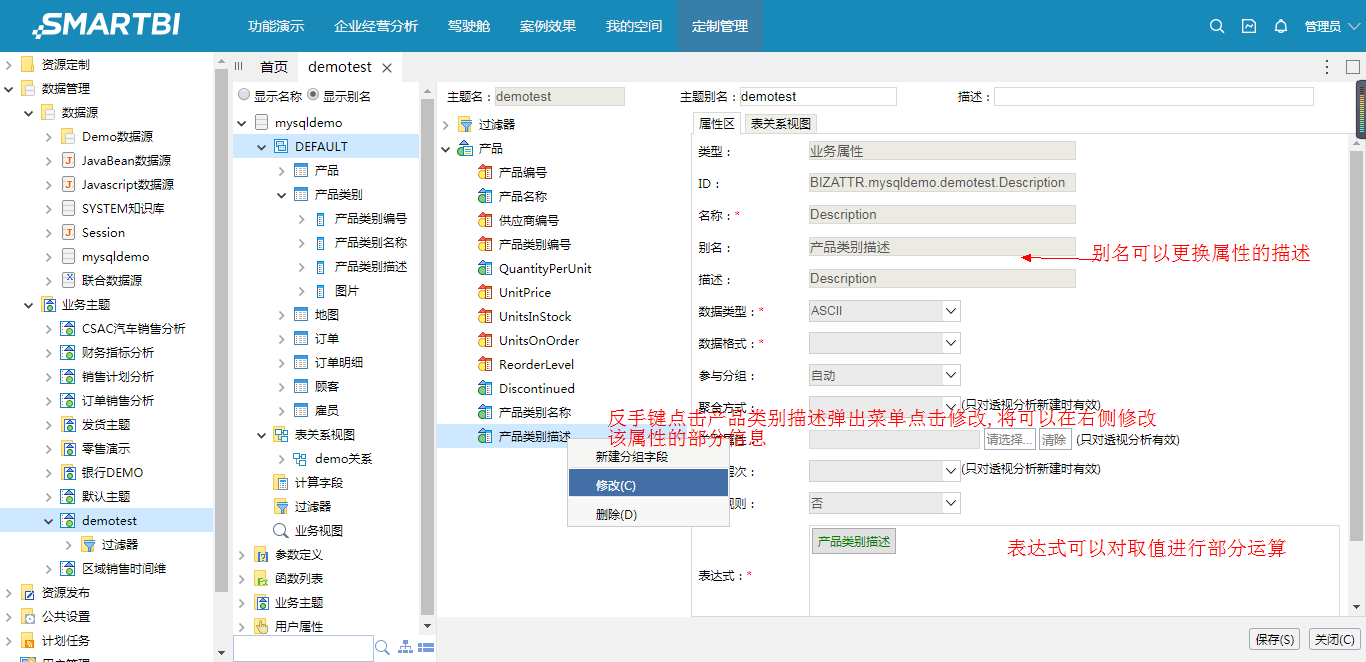 SMARTBI
功能演示 企业经营分析 驾驶舱 案例效果 我的空间 定制管理 管理员
资源定制
数据管理
数据源
Demo数据源
JavaBean数据源
Javascript数据源
SYSTEM知识库
Session
mysqldemo
联合数据源
业务主题
CSAC汽车销售分析
财务指标分析
销售计划分析
订单销售分析
发货主题
零售演示
银行DEMO
默认主题
demotest
过滤器
区域销售时间维
资源发布
公共设置
计划任务
首页 demotest
显示名称 显示别名
mysqldemo
DEFAULT
产品
产品类别
产品类别编号
产品类别名称
产品类别描述
图片
地图
订单
订单明细
顾客
雇员
表关系视图
demo关系
计算字段
过滤器
业务视图
参数定义
函数列表
业务主题
用户属性
主题名： demotest 主题别名： demotest 描述：
过滤器
产品
产品编号
产品名称
供应商编号
产品类别编号
QuantityPerUnit
UnitPrice
UnitsInStock
UnitsOnOrder
ReorderLevel
Discontinued
产品类别名称
产品类别描述
新建分组字段
修改(C)
删除(D)
属性区 表关系视图
类型： 业务属性
ID： BIZATTR.mysqldemo.demotest.Description
名称：* Description
别名： 产品类别描述
别名可以更换属性的描述
描述： Description
数据类型：* ASCII
数据格式：*
参与分组： 自动
聚合方式： (只对透视分析新建时有效)
反手键点击产品类别描述弹出菜单点击修改,将可以在右侧修改
该属性的部分信息
请选择... 清除 (只对透视分析有效)
次： (只对透视分析新建时有效)
则： 否
产品类别描述
表达式可以对取值进行部分运算
表达式：*
保存(S) 关闭(C)